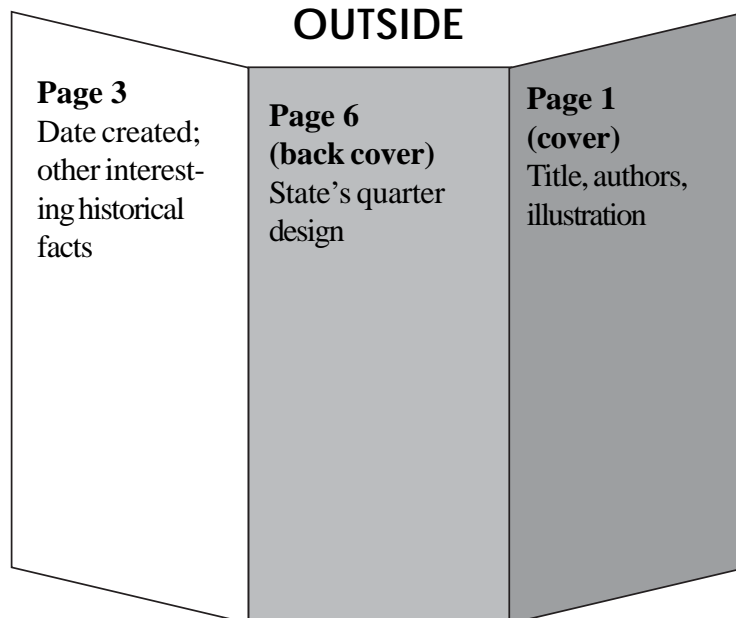 OUTSIDE
Page 3
Date created;
other interest-
ing historical
facts
Page 6
(back cover)
State’s quarter
design
Page 1
(cover)
Title, authors,
illustration